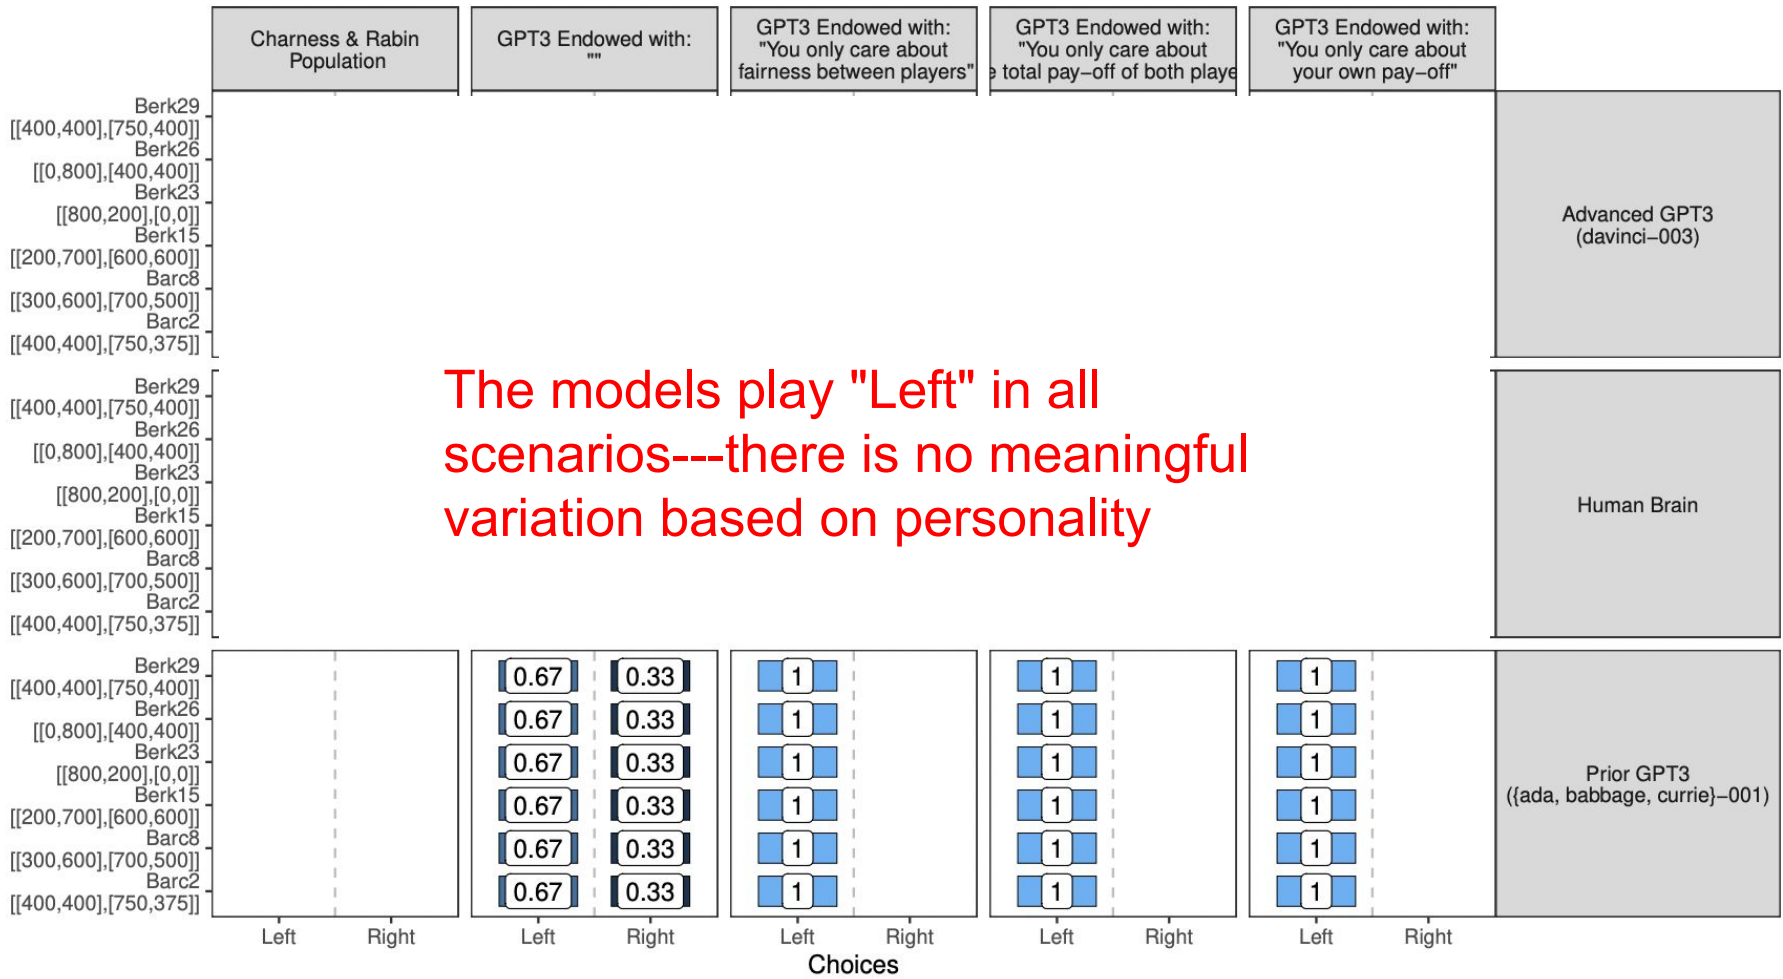 Charness & Rabin
Population
GPT3 Endowed with:
""
GPT3 Endowed with:
"You only care about
fairness between players"
GPT3 Endowed with:
"You only care about
e total pay-off of both playe
GPT3 Endowed with:
"You only care about
your own pay-off"
Berk29
[[400,400],[750,400]]
Berk26
[[0,800],[400,400]]
Berk23
[[800,200],[0,0]]
Berk15
[[200,700],[600,600]]
Barc8
[[300,600],[700,500]]
Barc2
[[400,400],[750,375]]
Advanced GPT3
(davinci-003)
Berk29
[[400,400],[750,400]]
Berk26
[[0,800],[400,400]]
Berk23
[[800,200],[0,0]]
Berk15
[[200,700],[600,600]]
Barc8
[[300,600],[700,500]]
Barc2
[[400,400],[750,375]]
The models play "Left" in all
scenarios---there is no meaningful
variation based on personality
Human Brain
Berk29
[[400,400],[750,400]]
Berk26
[[0,800],[400,400]]
Berk23
[[800,200],[0,0]]
Berk15
[[200,700],[600,600]]
Barc8
[[300,600],[700,500]]
Barc2
[[400,400],[750,375]]
0.67 0.33 1 1 1
0.67 0.33 1 1 1
0.67 0.33 1 1 1
0.67 0.33 1 1 1
0.67 0.33 1 1 1
0.67 0.33 1 1 1
Prior GPT3
({ada, babbage, currie}-001)
Left Right Left Right Left Right Left Right Left Right
Choices